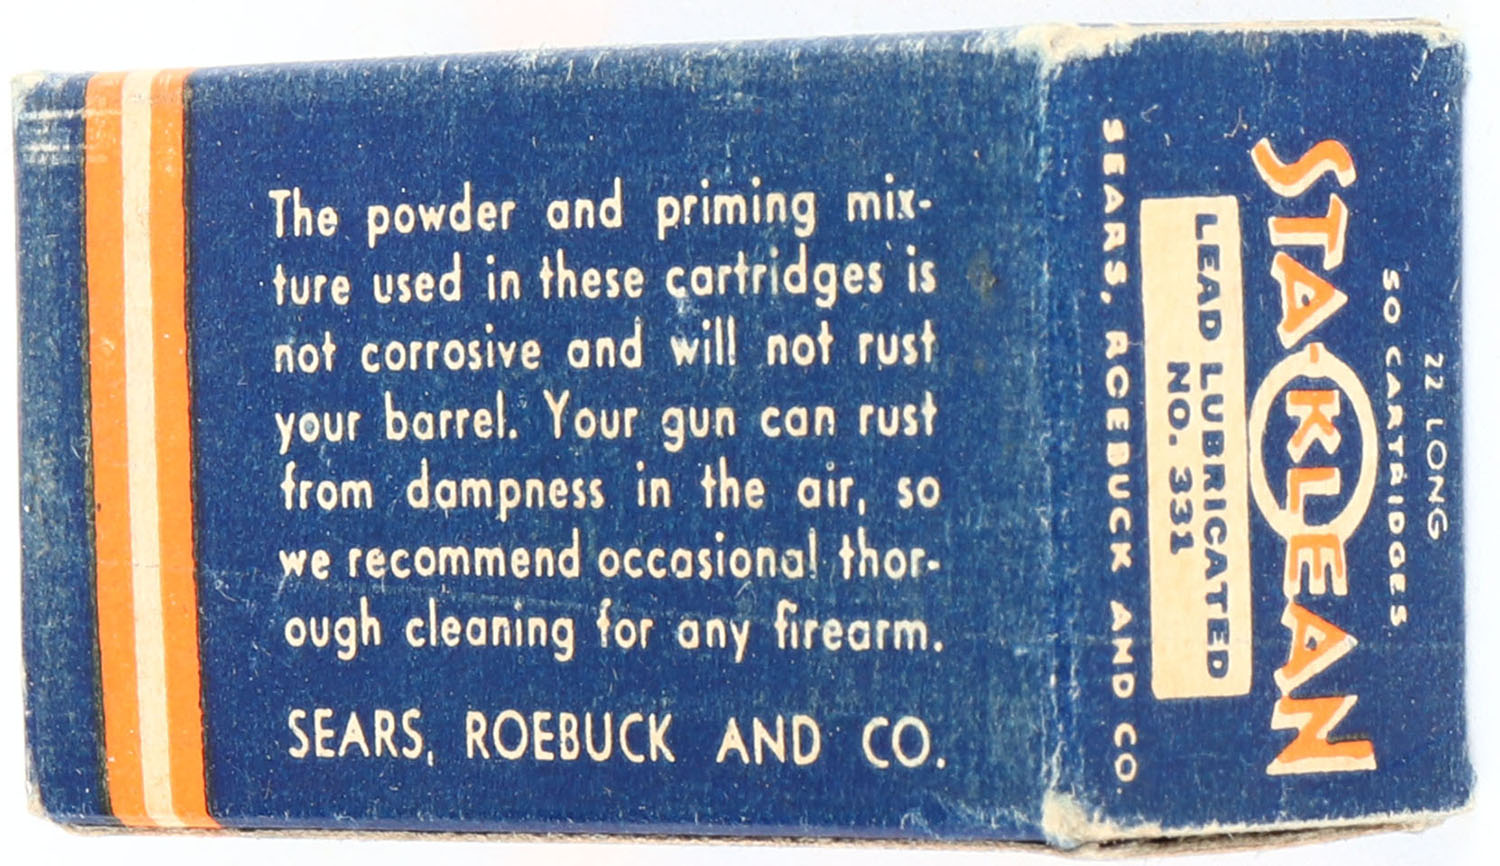 The powder and priming mix-
ture used in these cartridges is
not corrosive and will not rust
your barrel. Your gun can rust
from dampness in the air, so
we recommend occasional thor-
ough cleaning for any firearm.
SEARS, ROEBUCK AND CO.
22 LONG
50 CARTRIDGES
STA-KLEAN
LEAD LUBRICATED
NO. 331
SEARS, ROEBUCK AND CO.